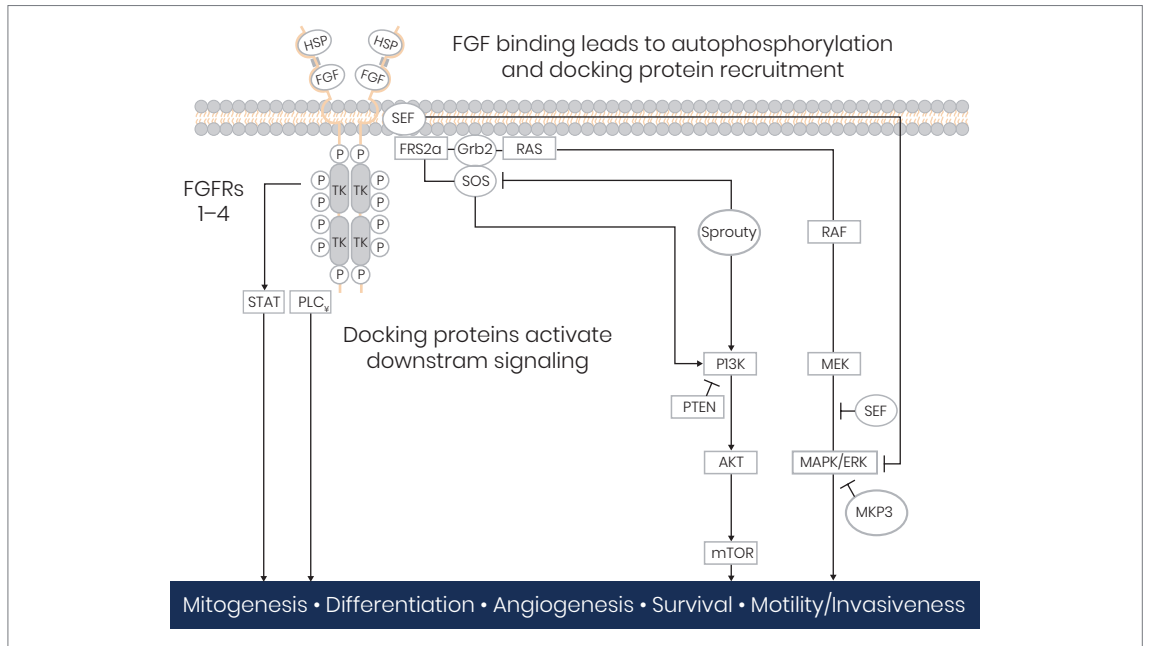 HSP
HSP
FGF
FGF
FGF binding leads to autophosphorylation
and docking protein recruitment
SEF
FRS2a
Grb2
RAS
SOS
P
P
P
TK
TK
P
P
P
P
P
P
TK
TK
P
P
P
P
FGFRs
1–4
Sprouty
RAF
STAT
PLC¥
Docking proteins activate
downstram signaling
P13K
MEK
PTEN
SEF
AKT
MAPK/ERK
MKP3
mTOR
Mitogenesis • Differentiation • Angiogenesis • Survival • Motility/Invasiveness